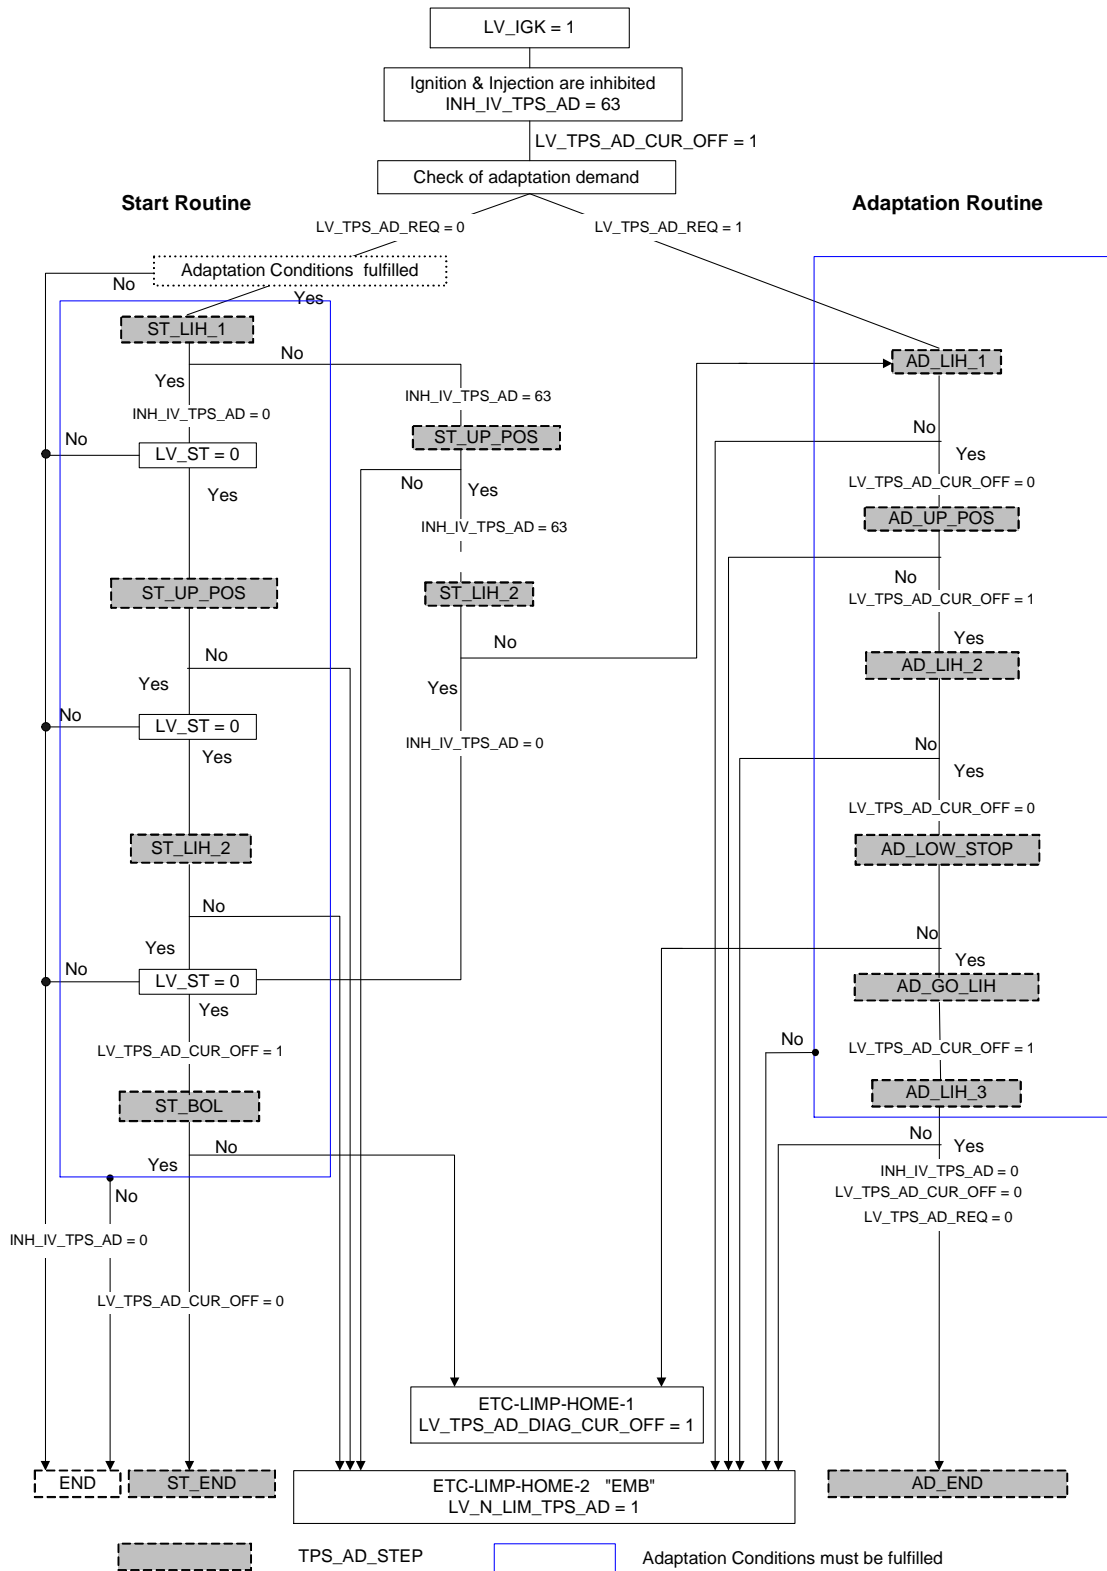 LV_IGK = 1
Ignition & Injection are inhibited
INH_IV_TPS_AD = 63
LV_TPS_AD_CUR_OFF = 1
Check of adaptation demand
Start Routine
Adaptation Routine
LV_TPS_AD_REQ = 0
LV_TPS_AD_REQ = 1
Adaptation Conditions fulfilled
No
Yes
ST_LIH_1
No
Yes
INH_IV_TPS_AD = 0
No
LV_ST = 0
Yes
ST_UP_POS
No
Yes
No
LV_ST = 0
Yes
ST_LIH_2
No
Yes
No
LV_ST = 0
Yes
LV_TPS_AD_CUR_OFF = 1
ST_BOL
No
Yes
No
INH_IV_TPS_AD = 0
LV_TPS_AD_CUR_OFF = 0
INH_IV_TPS_AD = 63
ST_UP_POS
No
Yes
INH_IV_TPS_AD = 63
ST_LIH_2
No
Yes
INH_IV_TPS_AD = 0
AD_LIH_1
No
Yes
LV_TPS_AD_CUR_OFF = 0
AD_UP_POS
No
LV_TPS_AD_CUR_OFF = 1
Yes
AD_LIH_2
No
Yes
LV_TPS_AD_CUR_OFF = 0
AD_LOW_STOP
No
Yes
AD_GO_LIH
No
LV_TPS_AD_CUR_OFF = 1
AD_LIH_3
No
Yes
INH_IV_TPS_AD = 0
LV_TPS_AD_CUR_OFF = 0
LV_TPS_AD_REQ = 0
ETC-LIMP-HOME-1
LV_TPS_AD_DIAG_CUR_OFF = 1
END
ST_END
ETC-LIMP-HOME-2 "EMB"
LV_N_LIM_TPS_AD = 1
AD_END
TPS_AD_STEP
Adaptation Conditions must be fulfilled